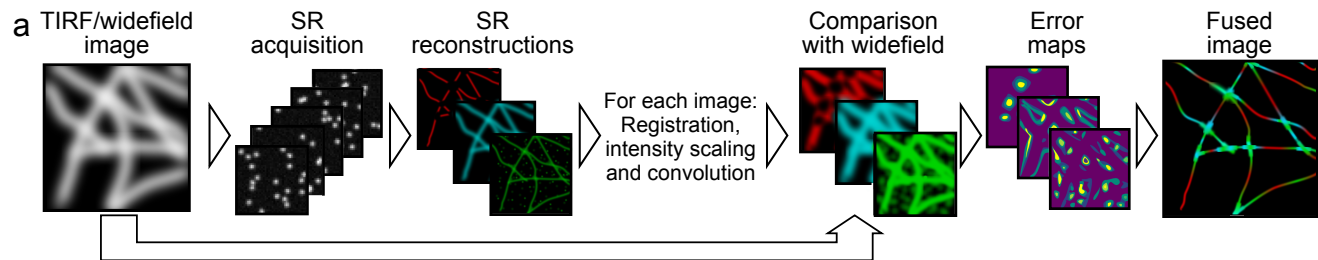 a
TIRF/widefield
image
SR
acquisition
SR
reconstructions
For each image:
Registration,
intensity scaling
and convolution
Comparison
with widefield
Error
maps
Fused
image